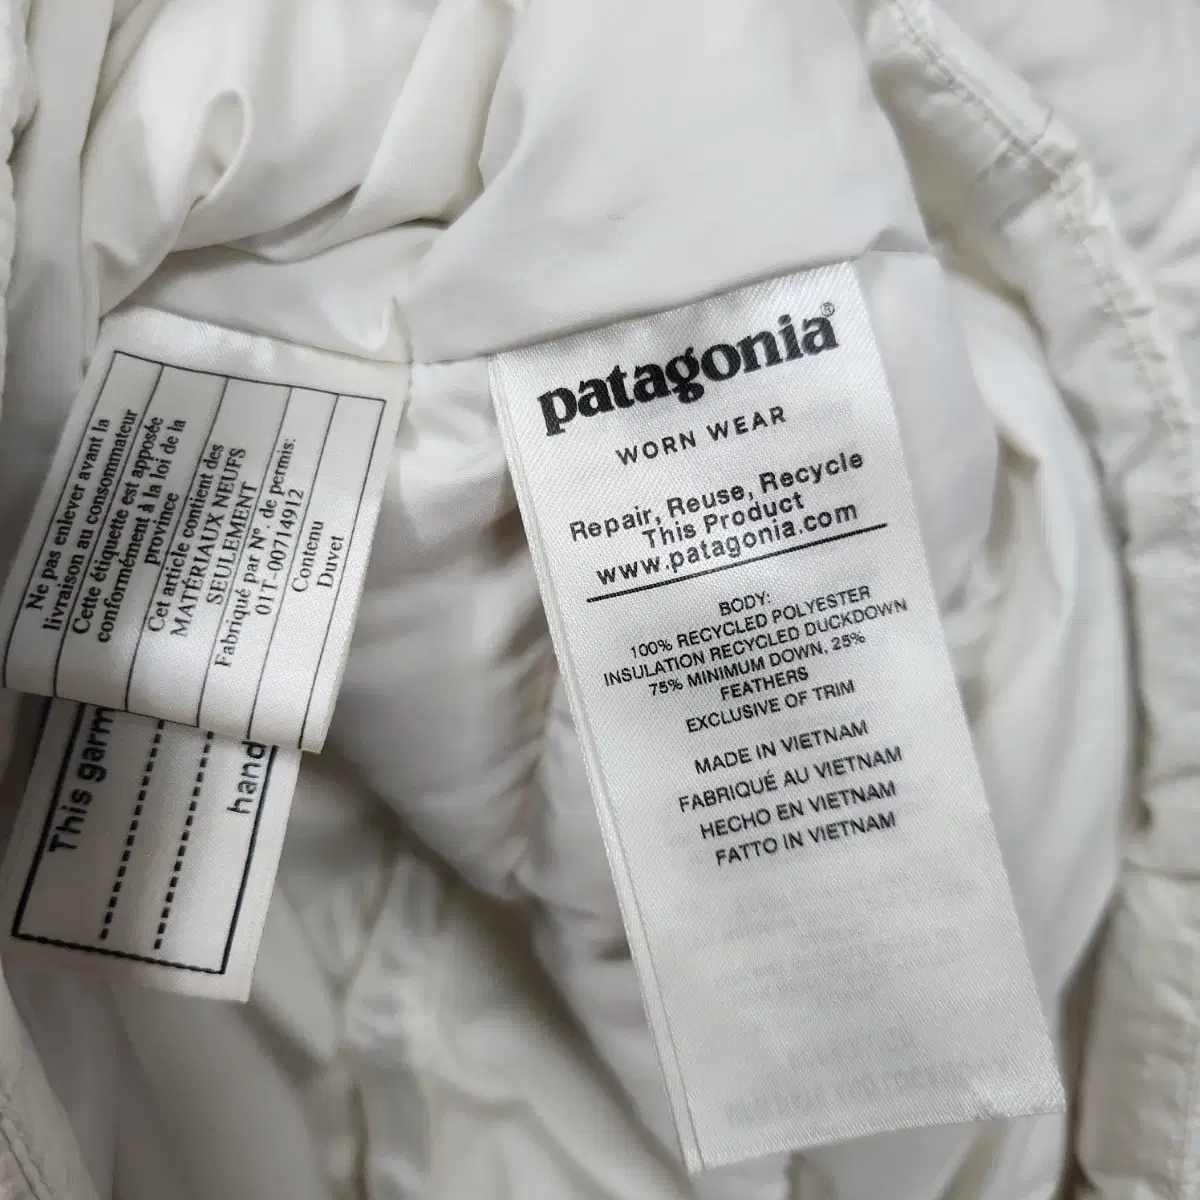 Ne pas enlever avant la
livraison au consommateur
Cette étiquette est apposée
conformément à la loi de la
province
Cet article contient des
MATÉRIAUX NEUFS
SEULEMENT
Fabriqué par N°. de permis:
01T-00714912
Contenu
Duvet
This garm
hand
patagonia®
WORN WEAR
Repair, Reuse, Recycle
This Product
www.patagonia.com
BODY:
100% RECYCLED POLYESTER
INSULATION RECYCLED DUCKDOWN
75% MINIMUM DOWN, 25%
FEATHERS
EXCLUSIVE OF TRIM
MADE IN VIETNAM
FABRIQUÉ AU VIETNAM
HECHO EN VIETNAM
FATTO IN VIETNAM